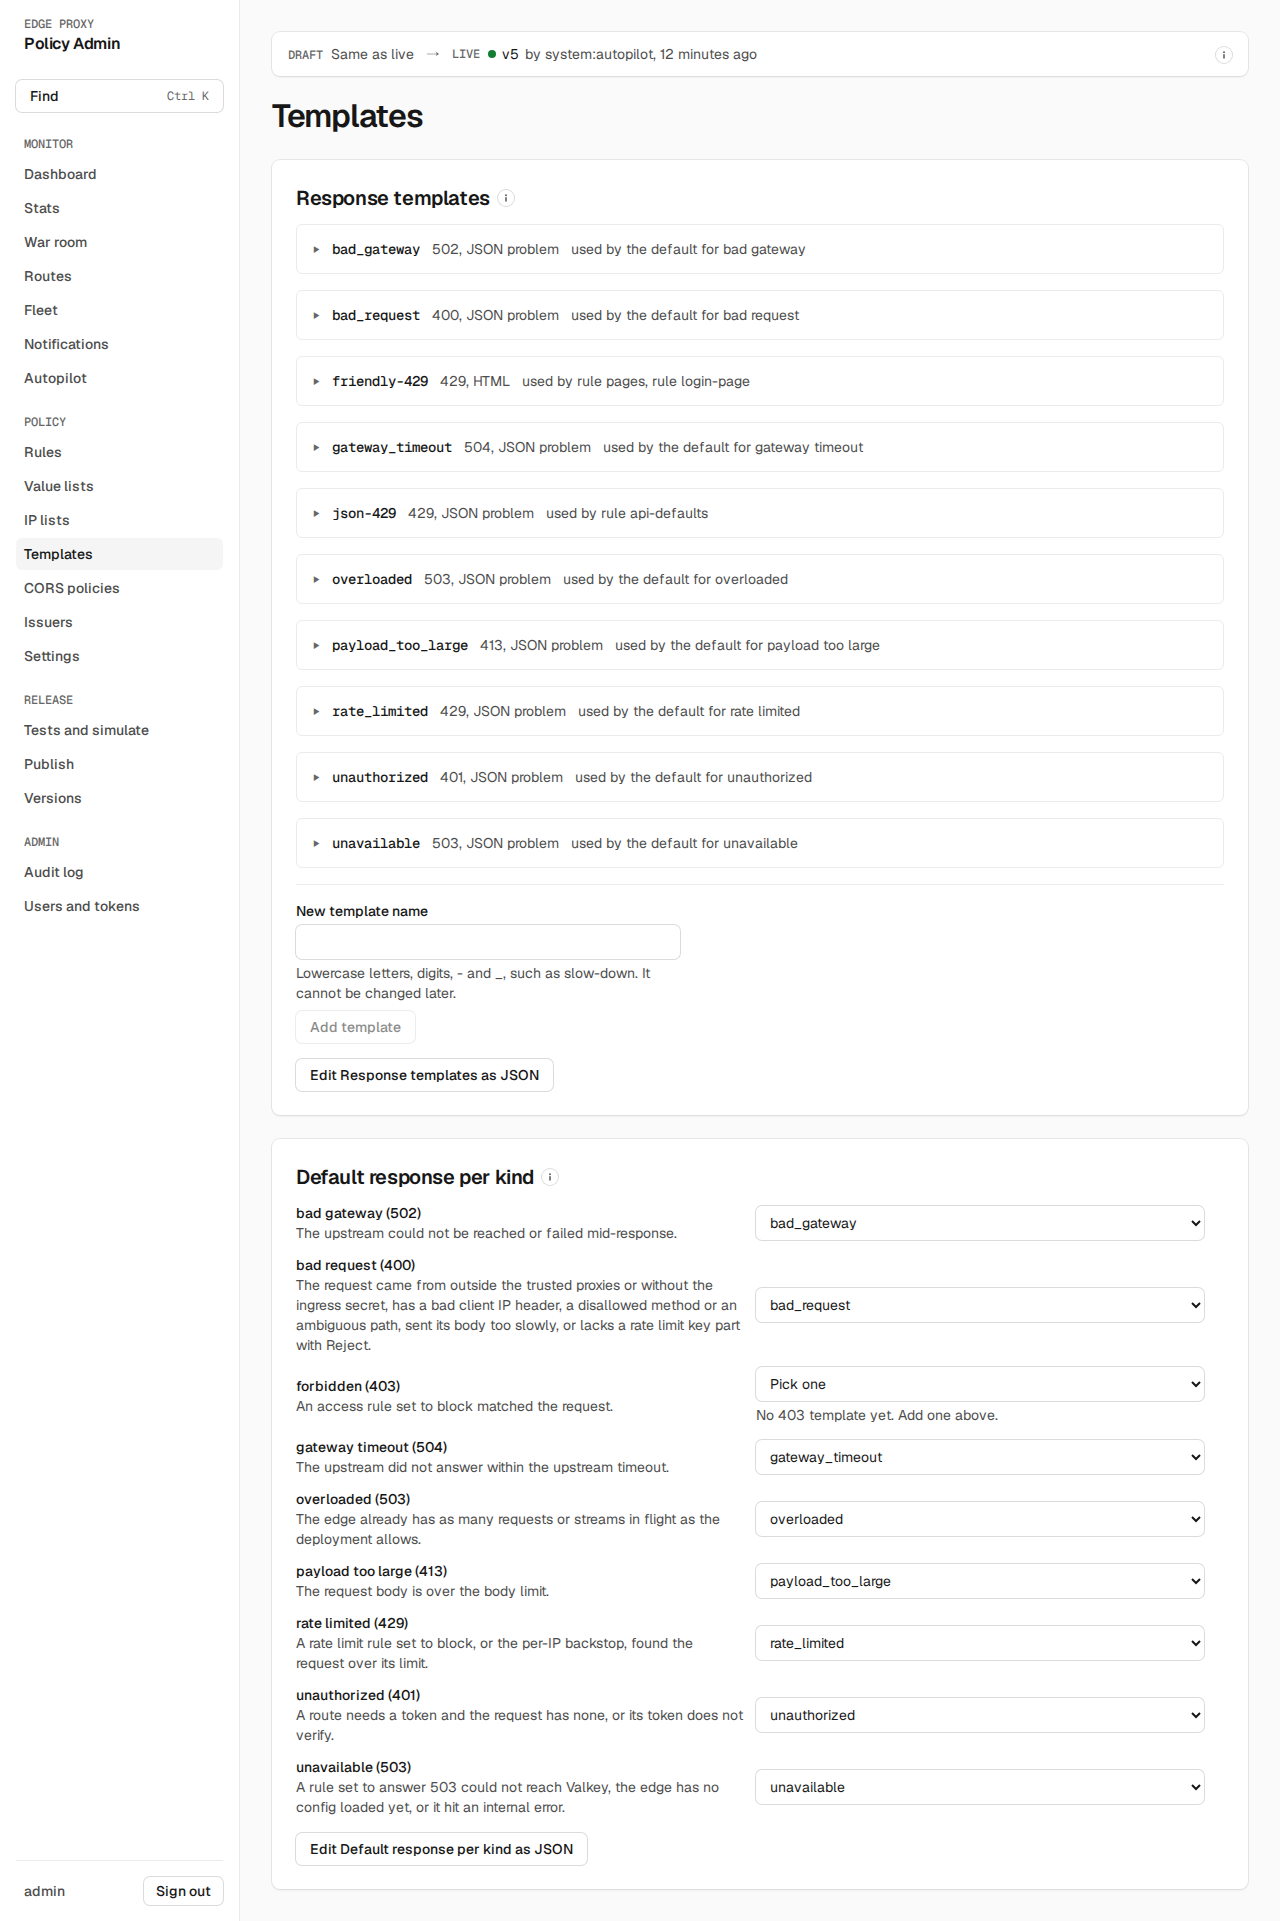 EDGE PROXY
Policy Admin
Find Ctrl K
MONITOR
Dashboard
Stats
War room
Routes
Fleet
Notifications
Autopilot
POLICY
Rules
Value lists
IP lists
Templates
CORS policies
Issuers
Settings
RELEASE
Tests and simulate
Publish
Versions
ADMIN
Audit log
Users and tokens
admin Sign out
DRAFT Same as live → LIVE v5 by system:autopilot, 12 minutes ago
Templates
Response templates
bad_gateway 502, JSON problem used by the default for bad gateway
bad_request 400, JSON problem used by the default for bad request
friendly-429 429, HTML used by rule pages, rule login-page
gateway_timeout 504, JSON problem used by the default for gateway timeout
json-429 429, JSON problem used by rule api-defaults
overloaded 503, JSON problem used by the default for overloaded
payload_too_large 413, JSON problem used by the default for payload too large
rate_limited 429, JSON problem used by the default for rate limited
unauthorized 401, JSON problem used by the default for unauthorized
unavailable 503, JSON problem used by the default for unavailable
New template name
Lowercase letters, digits, - and _, such as slow-down. It
cannot be changed later.
Add template
Edit Response templates as JSON
Default response per kind
bad gateway (502)
The upstream could not be reached or failed mid-response.
bad_gateway
bad request (400)
The request came from outside the trusted proxies or without the
ingress secret, has a bad client IP header, a disallowed method or an
ambiguous path, sent its body too slowly, or lacks a rate limit key part
with Reject.
bad_request
forbidden (403)
An access rule set to block matched the request.
Pick one
No 403 template yet. Add one above.
gateway timeout (504)
The upstream did not answer within the upstream timeout.
gateway_timeout
overloaded (503)
The edge already has as many requests or streams in flight as the
deployment allows.
overloaded
payload too large (413)
The request body is over the body limit.
payload_too_large
rate limited (429)
A rate limit rule set to block, or the per-IP backstop, found the
request over its limit.
rate_limited
unauthorized (401)
A route needs a token and the request has none, or its token does not
verify.
unauthorized
unavailable (503)
A rule set to answer 503 could not reach Valkey, the edge has no
config loaded yet, or it hit an internal error.
unavailable
Edit Default response per kind as JSON